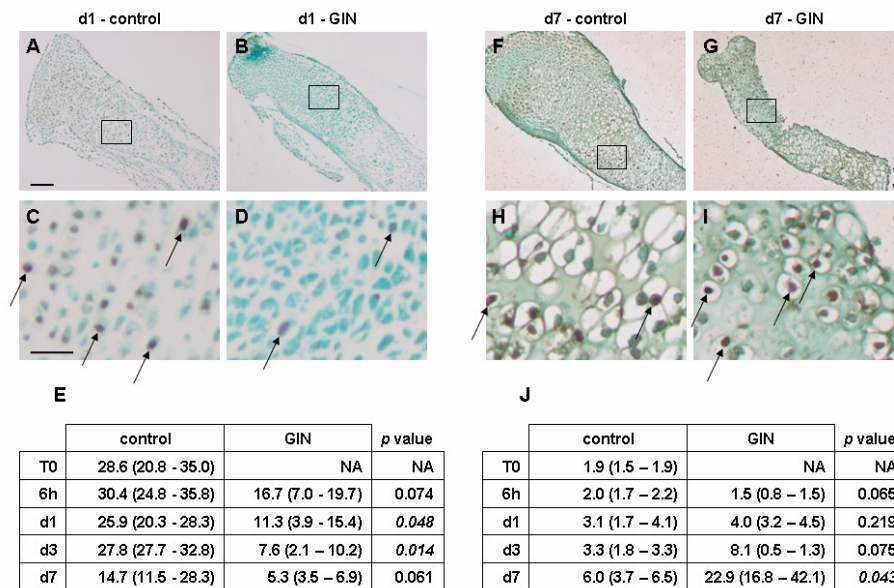 d1 - control d1 - GIN d7 - control d7 - GIN
A B F G
C D H I
E
control GIN p value
T0 28.6 (20.8 - 35.0) NA NA
6h 30.4 (24.8 - 35.8) 16.7 (7.0 - 19.7) 0.074
d1 25.9 (20.3 - 28.3) 11.3 (3.9 - 15.4) 0.048
d3 27.8 (27.7 - 32.8) 7.6 (2.1 – 10.2) 0.014
d7 14.7 (11.5 - 28.3) 5.3 (3.5 – 6.9) 0.061
J
control GIN p value
T0 1.9 (1.5 – 1.9) NA NA
6h 2.0 (1.7 – 2.2) 1.5 (0.8 – 1.5) 0.065
d1 3.1 (1.7 – 4.1) 4.0 (3.2 – 4.5) 0.219
d3 3.3 (1.8 – 3.3) 8.1 (0.5 – 1.3) 0.075
d7 6.0 (3.7 – 6.5) 22.9 (16.8 – 42.1) 0.043